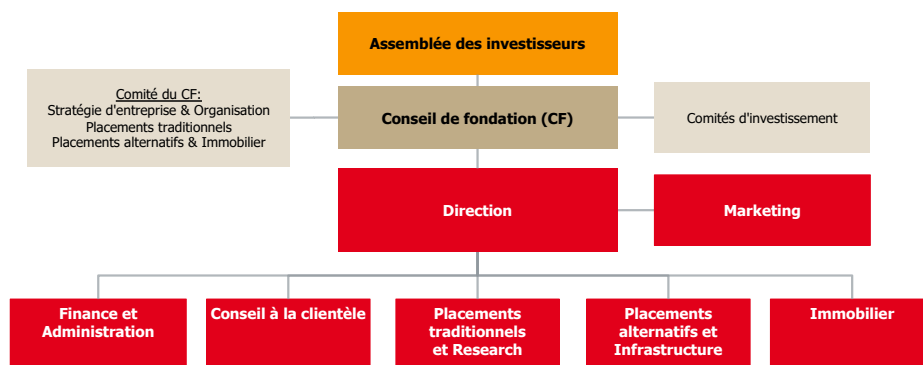 Assemblée des investisseurs
Comité du CF:
Stratégie d'entreprise & Organisation
Placements traditionnels
Placements alternatifs & Immobilier
Conseil de fondation (CF)
Comités d'investissement
Direction
Marketing
Finance et
Administration
Conseil à la clientèle
Placements
traditionnels
et Research
Placements
alternatifs et
Infrastructure
Immobilier